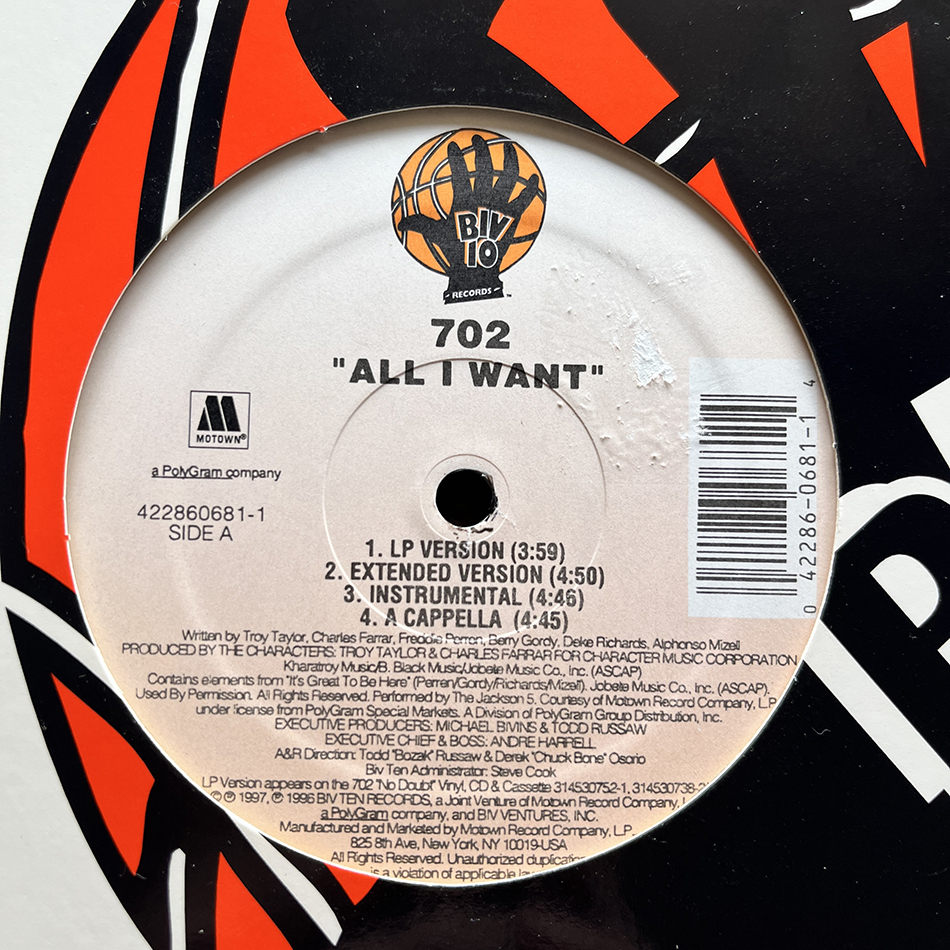 BIV
10
RECORDS ™
702
"ALL I WANT"
MOTOWN®
a PolyGram company
422860681-1
SIDE A
0 42286-0681-1 4
1. LP VERSION (3:59)
2. EXTENDED VERSION (4:50)
3. INSTRUMENTAL (4:46)
4. A CAPPELLA (4:45)
Written by Troy Taylor, Charles Farrar, Freddie Perren, Berry Gordy, Deke Richards, Alphonso Mizell
PRODUCED BY THE CHARACTERS: TROY TAYLOR & CHARLES FARRAR FOR CHARACTER MUSIC CORPORATION
Kharatroy Music/B. Black Music/Jobete Music Co., Inc. (ASCAP)
Contains elements from "It's Great To Be Here" (Perren/Gordy/Richards/Mizell). Jobete Music Co., Inc. (ASCAP).
Used By Permission. All Rights Reserved. Performed by The Jackson 5. Courtesy of Motown Record Company, L.P.
under license from PolyGram Special Markets. A Division of PolyGram Group Distribution, Inc.
EXECUTIVE PRODUCERS: MICHAEL BIVINS & TODD RUSSAW
EXECUTIVE CHIEF & BOSS: ANDRE HARRELL
A&R Direction: Todd "Bozak" Russaw & Derek "Chuck Bone" Osorio
Biv Ten Administrator: Steve Cook
LP Version appears on the 702 "No Doubt" Vinyl, CD & Cassette 314530752-1, 314530738-2
© ℗ 1997, ℗ 1996 BIV TEN RECORDS, a Joint Venture of Motown Record Company,
a PolyGram company, and BIV VENTURES, INC.
Manufactured and Marketed by Motown Record Company, L.P.
825 8th Ave, New York, NY 10019-USA
All Rights Reserved. Unauthorized
is a violation of applicable